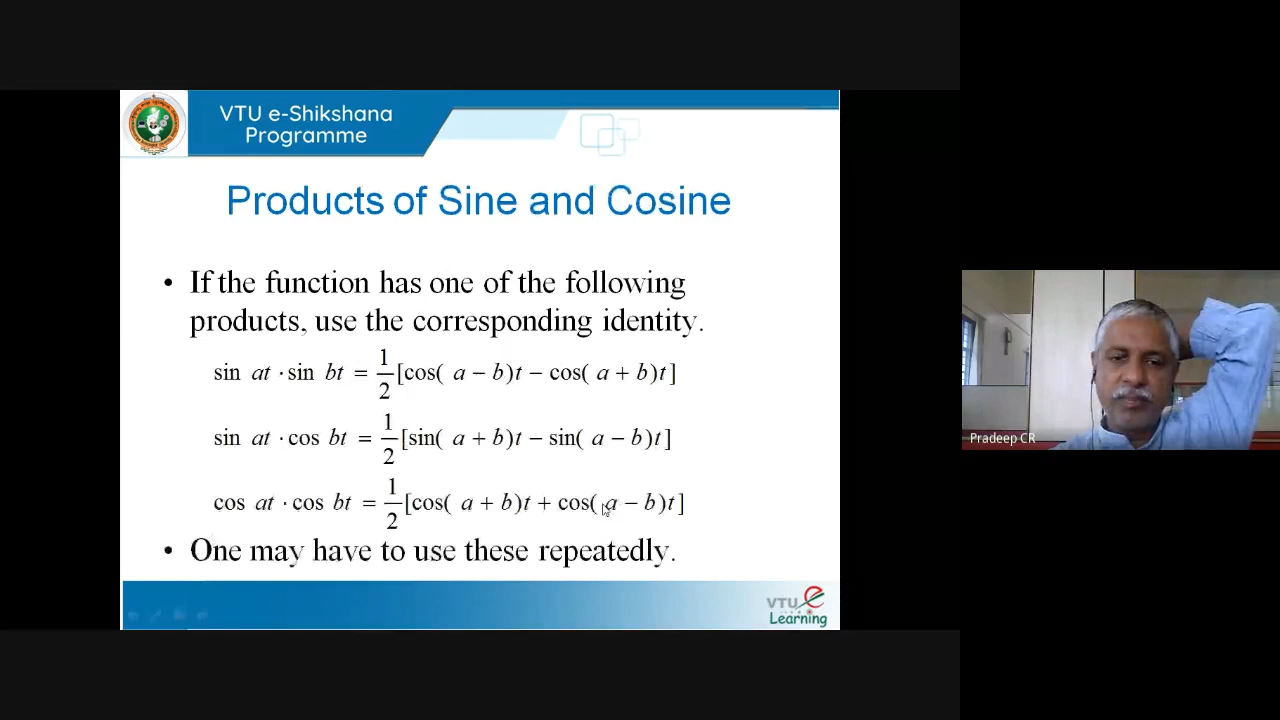 VTU e-Shikshana
Programme
Products of Sine and Cosine
• If the function has one of the following
products, use the corresponding identity.
sin at · sin bt = 1/2 [cos( a − b)t − cos( a + b)t]
sin at · cos bt = 1/2 [sin( a + b)t − sin( a − b)t]
cos at · cos bt = 1/2 [cos( a + b)t + cos( a − b)t]
• One may have to use these repeatedly.
VTU e
Learning
Pradeep CR